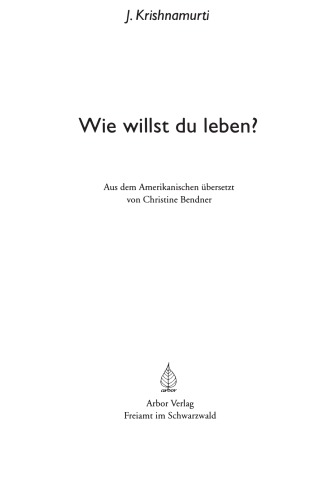 J. Krishnamurti
Wie willst du leben?
Aus dem Amerikanischen übersetzt
von Christine Bendner
arbor
Arbor Verlag
Freiamt im Schwarzwald